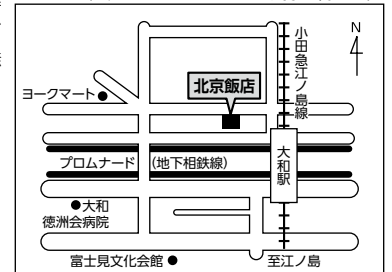 N
小田急江ノ島線
北京飯店
ヨークマート
大和駅
プロムナード (地下相鉄線)
大和
徳洲会病院
富士見文化会館
至江ノ島